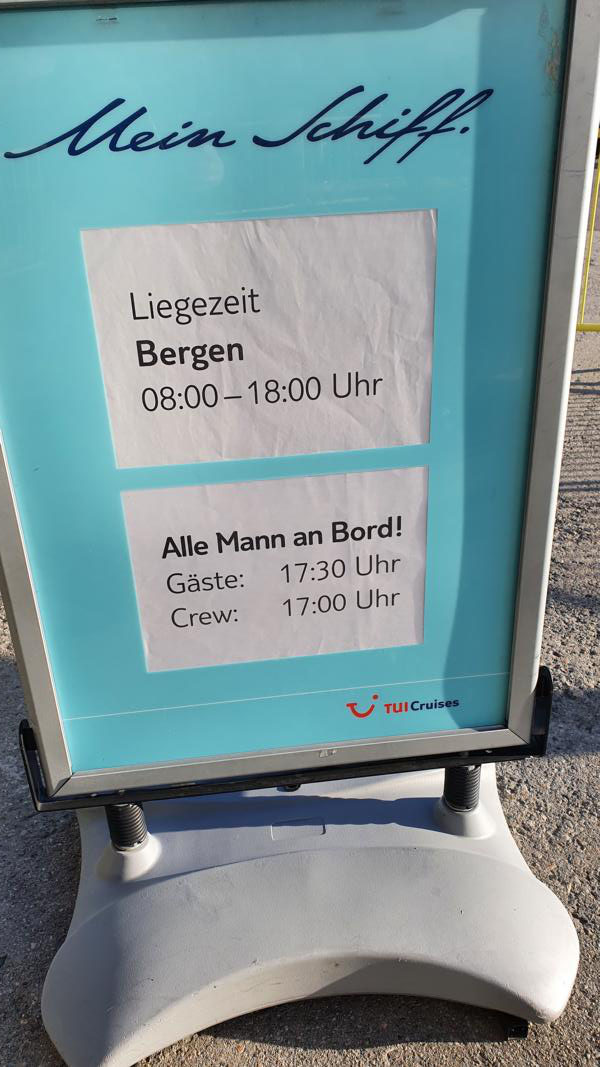 Mein Schiff.
Liegezeit
Bergen
08:00–18:00 Uhr
Alle Mann an Bord!
Gäste: 17:30 Uhr
Crew: 17:00 Uhr
TUI Cruises